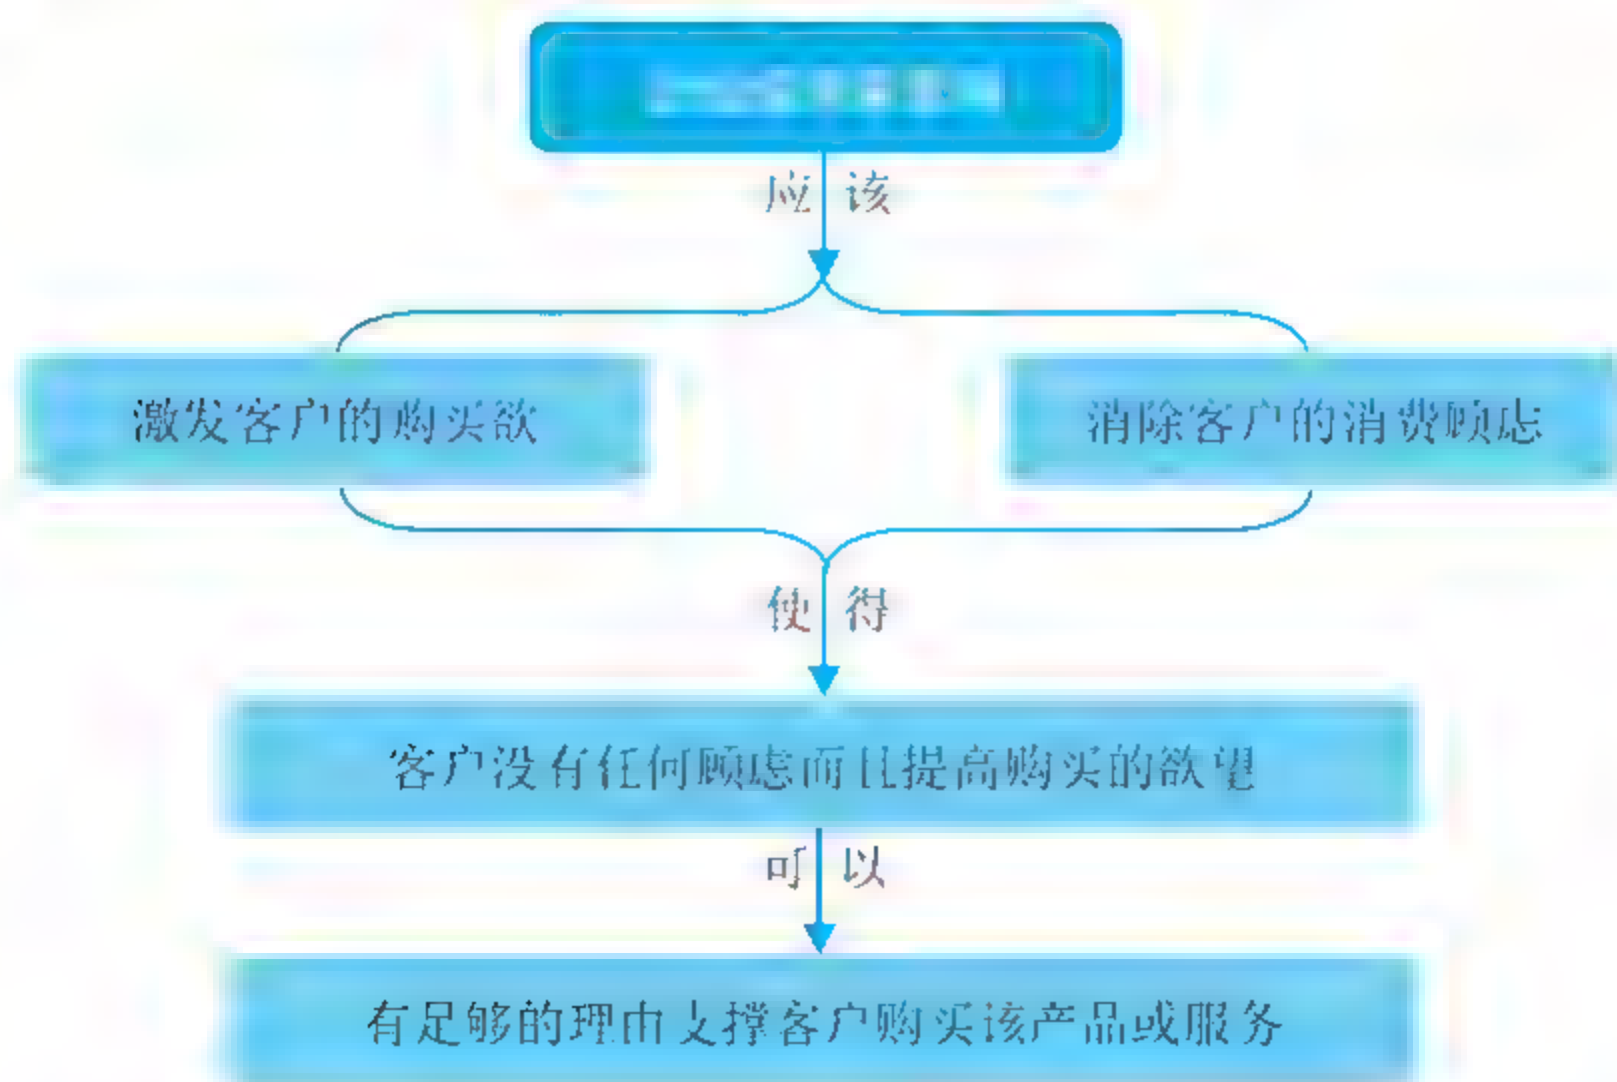 应该
激发客户的购买欲
消除客户的消费顾虑
使得
客户没有任何顾虑而且提高购买的欲望
可以
有足够的理由支撑客户购买该产品或服务